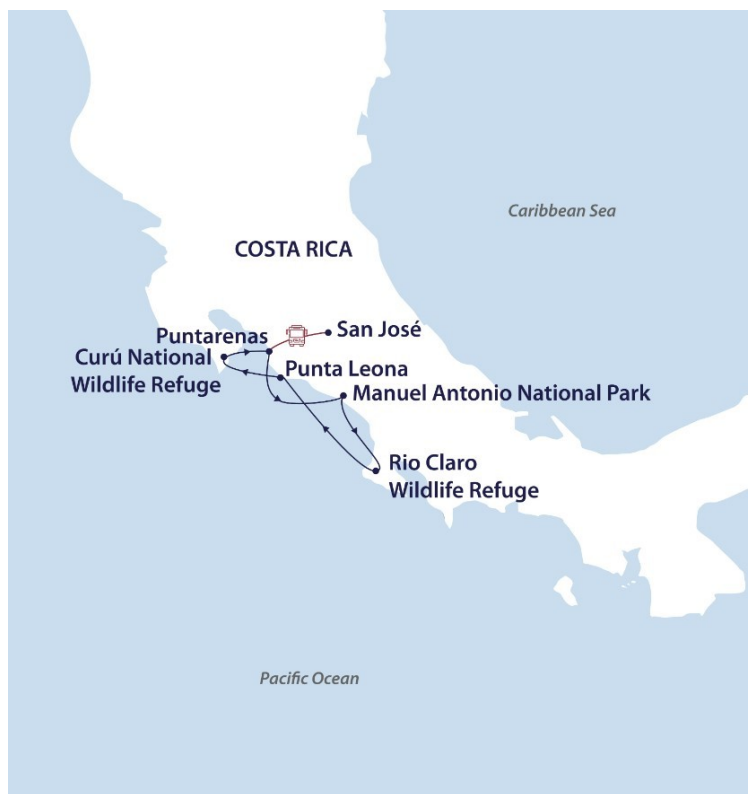 Caribbean Sea
COSTA RICA
San José
Puntarenas
Curú National
Wildlife Refuge
Punta Leona
Manuel Antonio National Park
Rio Claro
Wildlife Refuge
Pacific Ocean